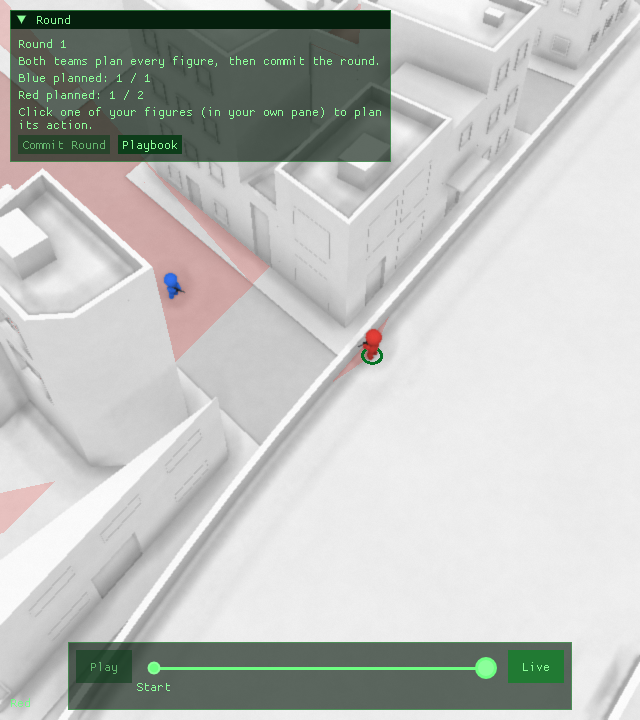 Round
Round 1
Both teams plan every figure, then commit the round.
Blue planned: 1 / 1
Red planned: 1 / 2
Click one of your figures (in your own pane) to plan
its action.
Commit Round
Playbook
Play
Start
Live